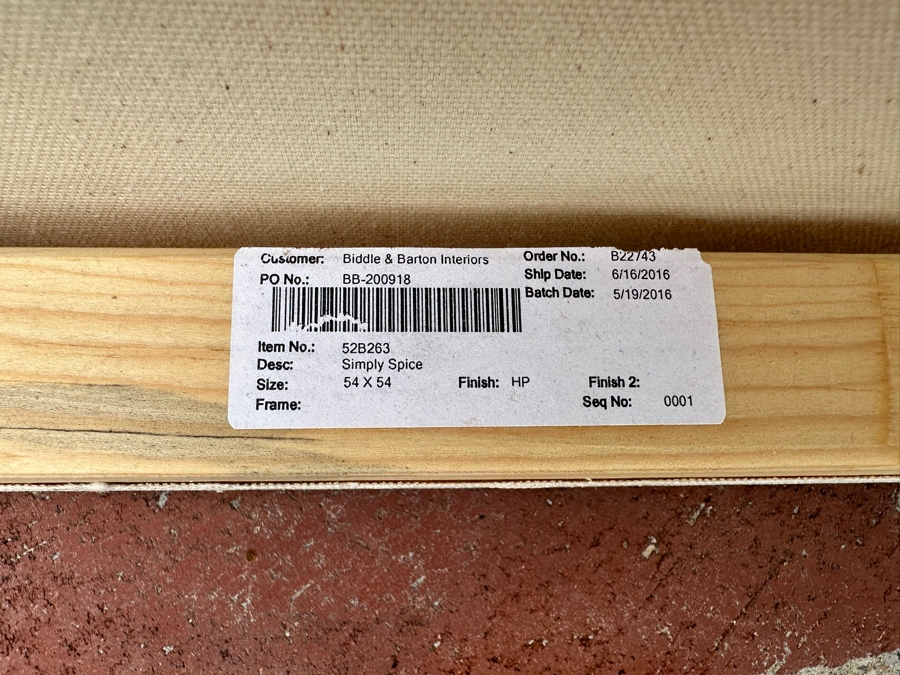 Customer: Biddle & Barton Interiors Order No.: B22743
PO No.: BB-200918 Ship Date: 6/16/2016
Batch Date: 5/19/2016
Item No.: 52B263
Desc: Simply Spice
Size: 54 X 54 Finish: HP Finish 2:
Frame: Seq No: 0001